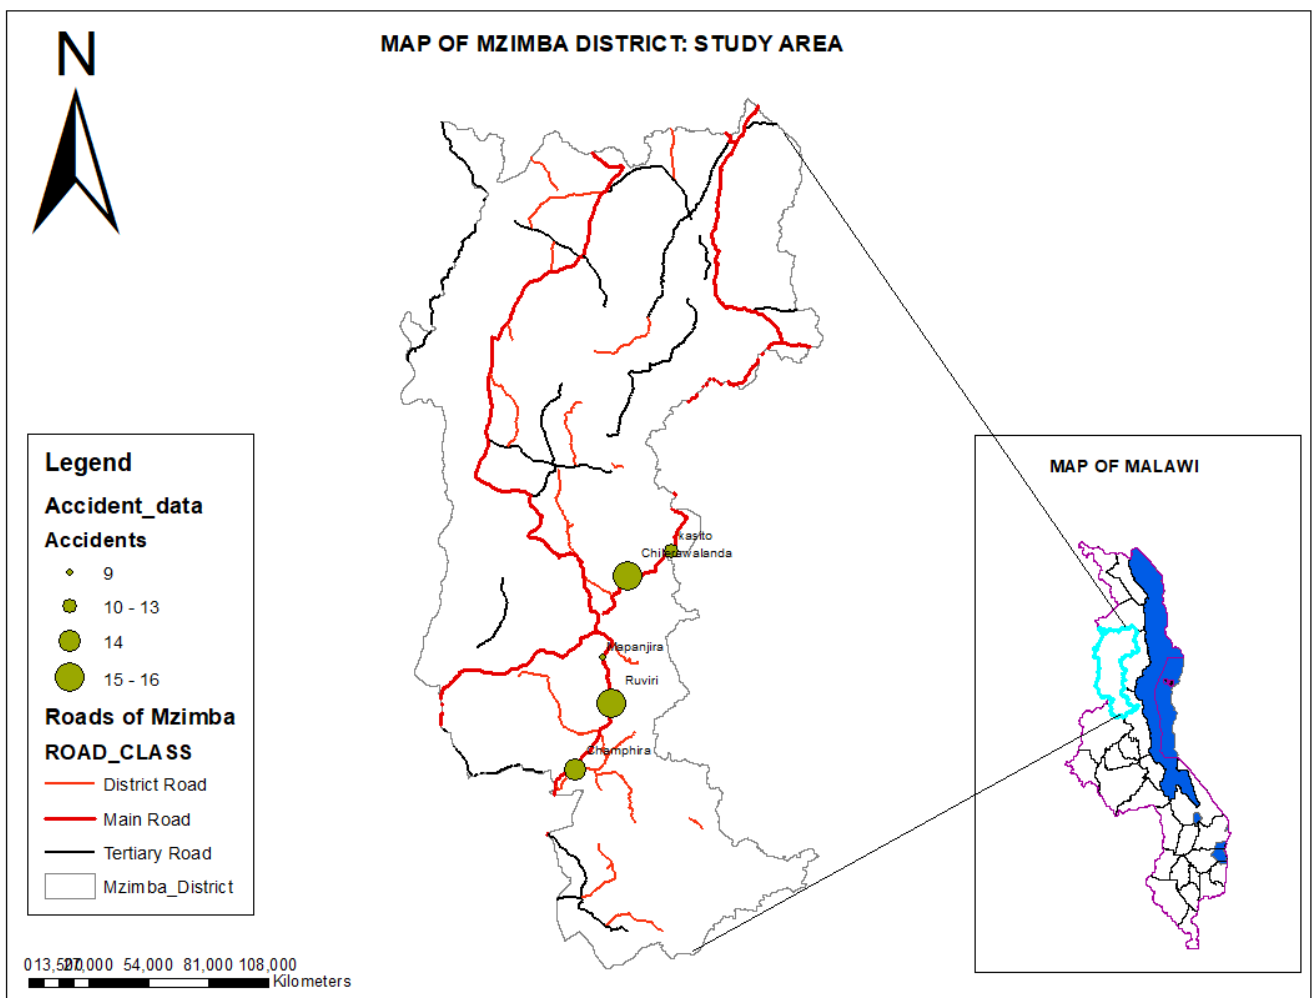 N
MAP OF MZIMBA DISTRICT: STUDY AREA
kasito
Mapanjira
Ruviri
Champhira
Legend
Accident_data
Accidents
9
10 - 13
14
15 - 16
Roads of Mzimba
ROAD_CLASS
District Road
Main Road
Tertiary Road
Mzimba_District
54,000 81,000 108,000
Kilometers
MAP OF MALAWI